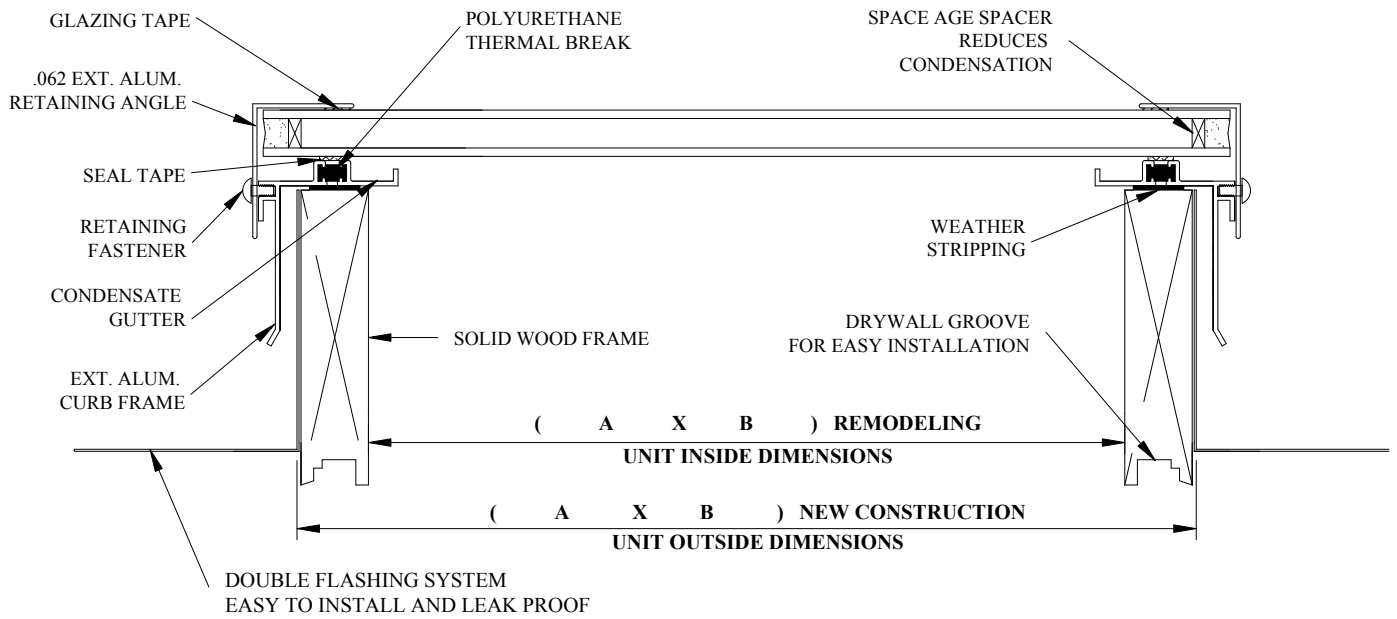 GLAZING TAPE
POLYURETHANE
THERMAL BREAK
SPACE AGE SPACER
REDUCES
CONDENSATION
.062 EXT. ALUM.
RETAINING ANGLE
SEAL TAPE
RETAINING
FASTENER
WEATHER
STRIPPING
CONDENSATE
GUTTER
SOLID WOOD FRAME
DRYWALL GROOVE
FOR EASY INSTALLATION
EXT. ALUM.
CURB FRAME
( A X B ) REMODELING
UNIT INSIDE DIMENSIONS
( A X B ) NEW CONSTRUCTION
UNIT OUTSIDE DIMENSIONS
DOUBLE FLASHING SYSTEM
EASY TO INSTALL AND LEAK PROOF